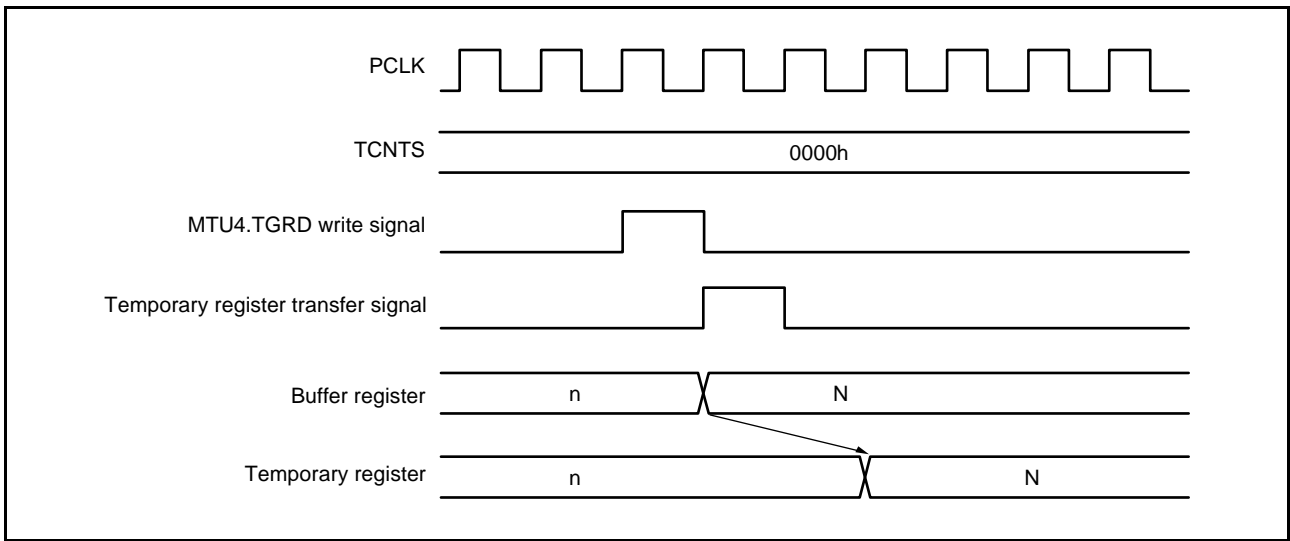 PCLK
TCNTS
0000h
MTU4.TGRD write signal
Temporary register transfer signal
Buffer register
n
N
Temporary register
n
N